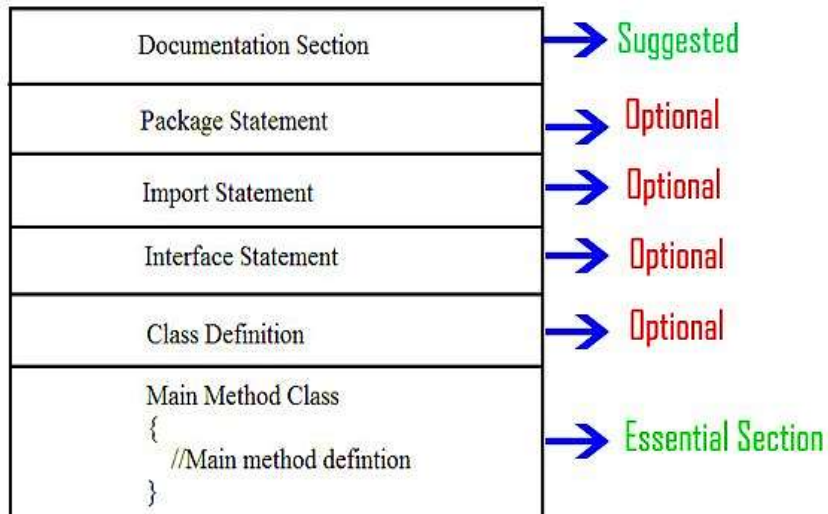 Documentation Section
Suggested
Package Statement
Optional
Import Statement
Optional
Interface Statement
Optional
Class Definition
Optional
Main Method Class
{
//Main method defintion
}
Essential Section